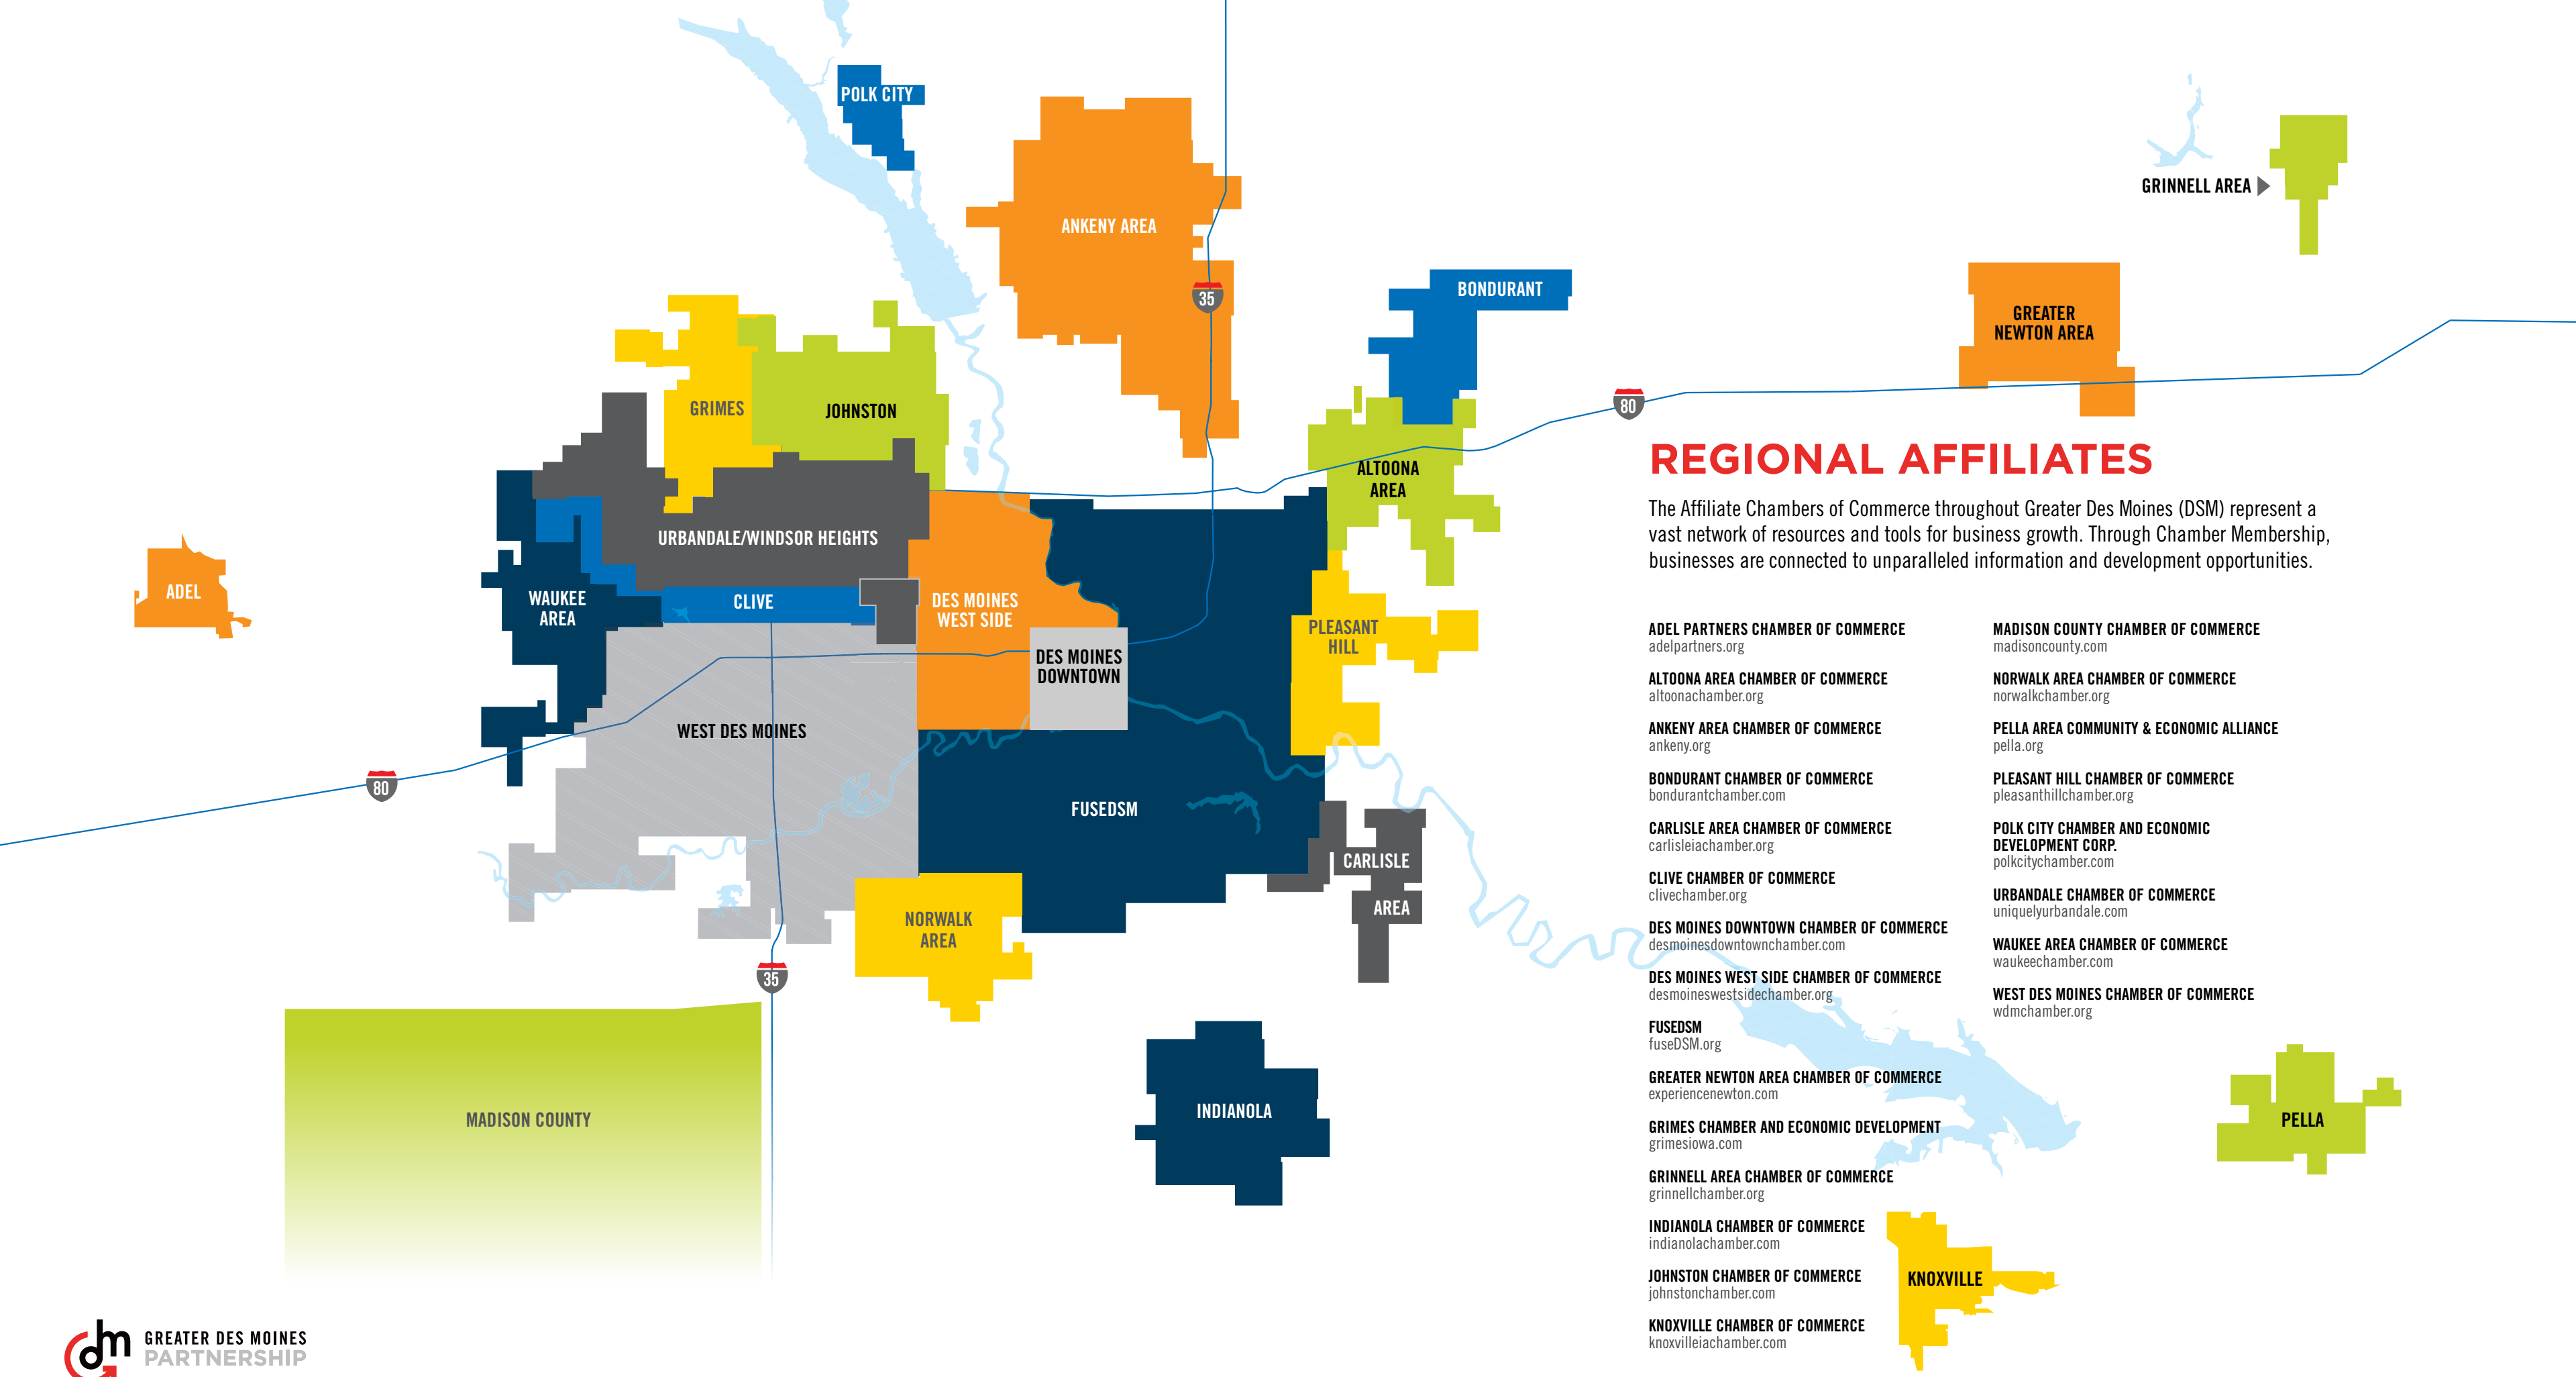 POLK CITY
ANKENY AREA
GRINNELL AREA
35
BONDURANT
GREATER
NEWTON AREA
GRIMES
JOHNSTON
80
ALTOONA
AREA
URBANDALE/WINDSOR HEIGHTS
ADEL
WAUKEE
AREA
CLIVE
DES MOINES
WEST SIDE
PLEASANT
HILL
DES MOINES
DOWNTOWN
WEST DES MOINES
80
FUSEDSM
CARLISLE
AREA
NORWALK
AREA
35
MADISON COUNTY
INDIANOLA
PELLA
KNOXVILLE
REGIONAL AFFILIATES
The Affiliate Chambers of Commerce throughout Greater Des Moines (DSM) represent a
vast network of resources and tools for business growth. Through Chamber Membership,
businesses are connected to unparalleled information and development opportunities.
ADEL PARTNERS CHAMBER OF COMMERCE
adelpartners.org
ALTOONA AREA CHAMBER OF COMMERCE
altoonachamber.org
ANKENY AREA CHAMBER OF COMMERCE
ankeny.org
BONDURANT CHAMBER OF COMMERCE
bondurantchamber.com
CARLISLE AREA CHAMBER OF COMMERCE
carlisleiachamber.org
CLIVE CHAMBER OF COMMERCE
clivechamber.org
DES MOINES DOWNTOWN CHAMBER OF COMMERCE
desmoinesdowntownchamber.com
DES MOINES WEST SIDE CHAMBER OF COMMERCE
desmoineswestsidechamber.org
FUSEDSM
fuseDSM.org
GREATER NEWTON AREA CHAMBER OF COMMERCE
experiencenewton.com
GRIMES CHAMBER AND ECONOMIC DEVELOPMENT
grimesiowa.com
GRINNELL AREA CHAMBER OF COMMERCE
grinnellchamber.org
INDIANOLA CHAMBER OF COMMERCE
indianolachamber.com
JOHNSTON CHAMBER OF COMMERCE
johnstonchamber.com
KNOXVILLE CHAMBER OF COMMERCE
knoxvilleiachamber.com
MADISON COUNTY CHAMBER OF COMMERCE
madisoncounty.com
NORWALK AREA CHAMBER OF COMMERCE
norwalkchamber.org
PELLA AREA COMMUNITY & ECONOMIC ALLIANCE
pella.org
PLEASANT HILL CHAMBER OF COMMERCE
pleasanthillchamber.org
POLK CITY CHAMBER AND ECONOMIC
DEVELOPMENT CORP.
polkcitychamber.com
URBANDALE CHAMBER OF COMMERCE
uniquelyurbandale.com
WAUKEE AREA CHAMBER OF COMMERCE
waukeechamber.com
WEST DES MOINES CHAMBER OF COMMERCE
wdmchamber.org
dm
GREATER DES MOINES
PARTNERSHIP